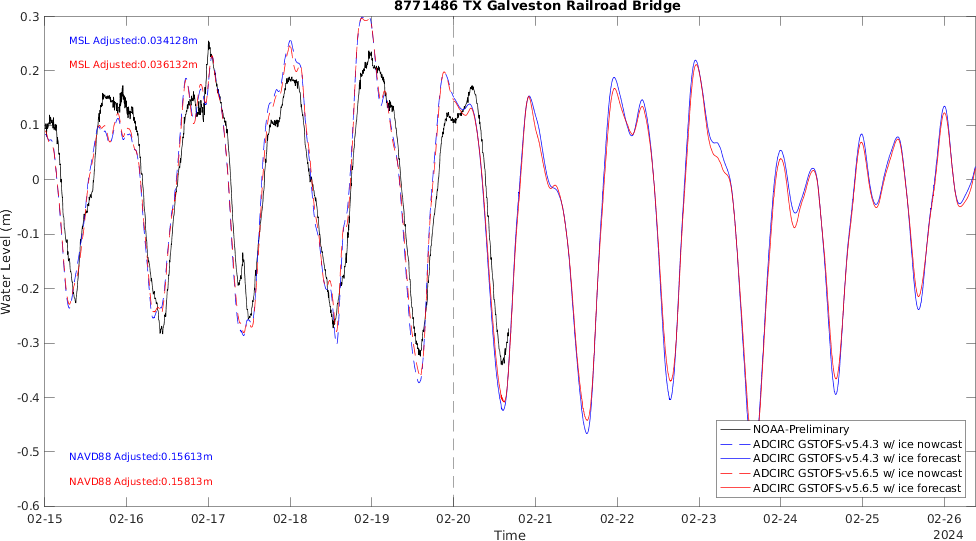 8771486 TX Galveston Railroad Bridge
0.3
0.2
0.1
0
-0.1
-0.2
-0.3
-0.4
-0.5
-0.6
Water Level (m)
MSL Adjusted:0.034128m
MSL Adjusted:0.036132m
NAVD88 Adjusted:0.15613m
NAVD88 Adjusted:0.15813m
NOAA-Preliminary
ADCIRC GSTOFS-v5.4.3 w/ ice nowcast
ADCIRC GSTOFS-v5.4.3 w/ ice forecast
ADCIRC GSTOFS-v5.6.5 w/ ice nowcast
ADCIRC GSTOFS-v5.6.5 w/ ice forecast
02-15 02-16 02-17 02-18 02-19 02-20 02-21 02-22 02-23 02-24 02-25 02-26
Time
2024